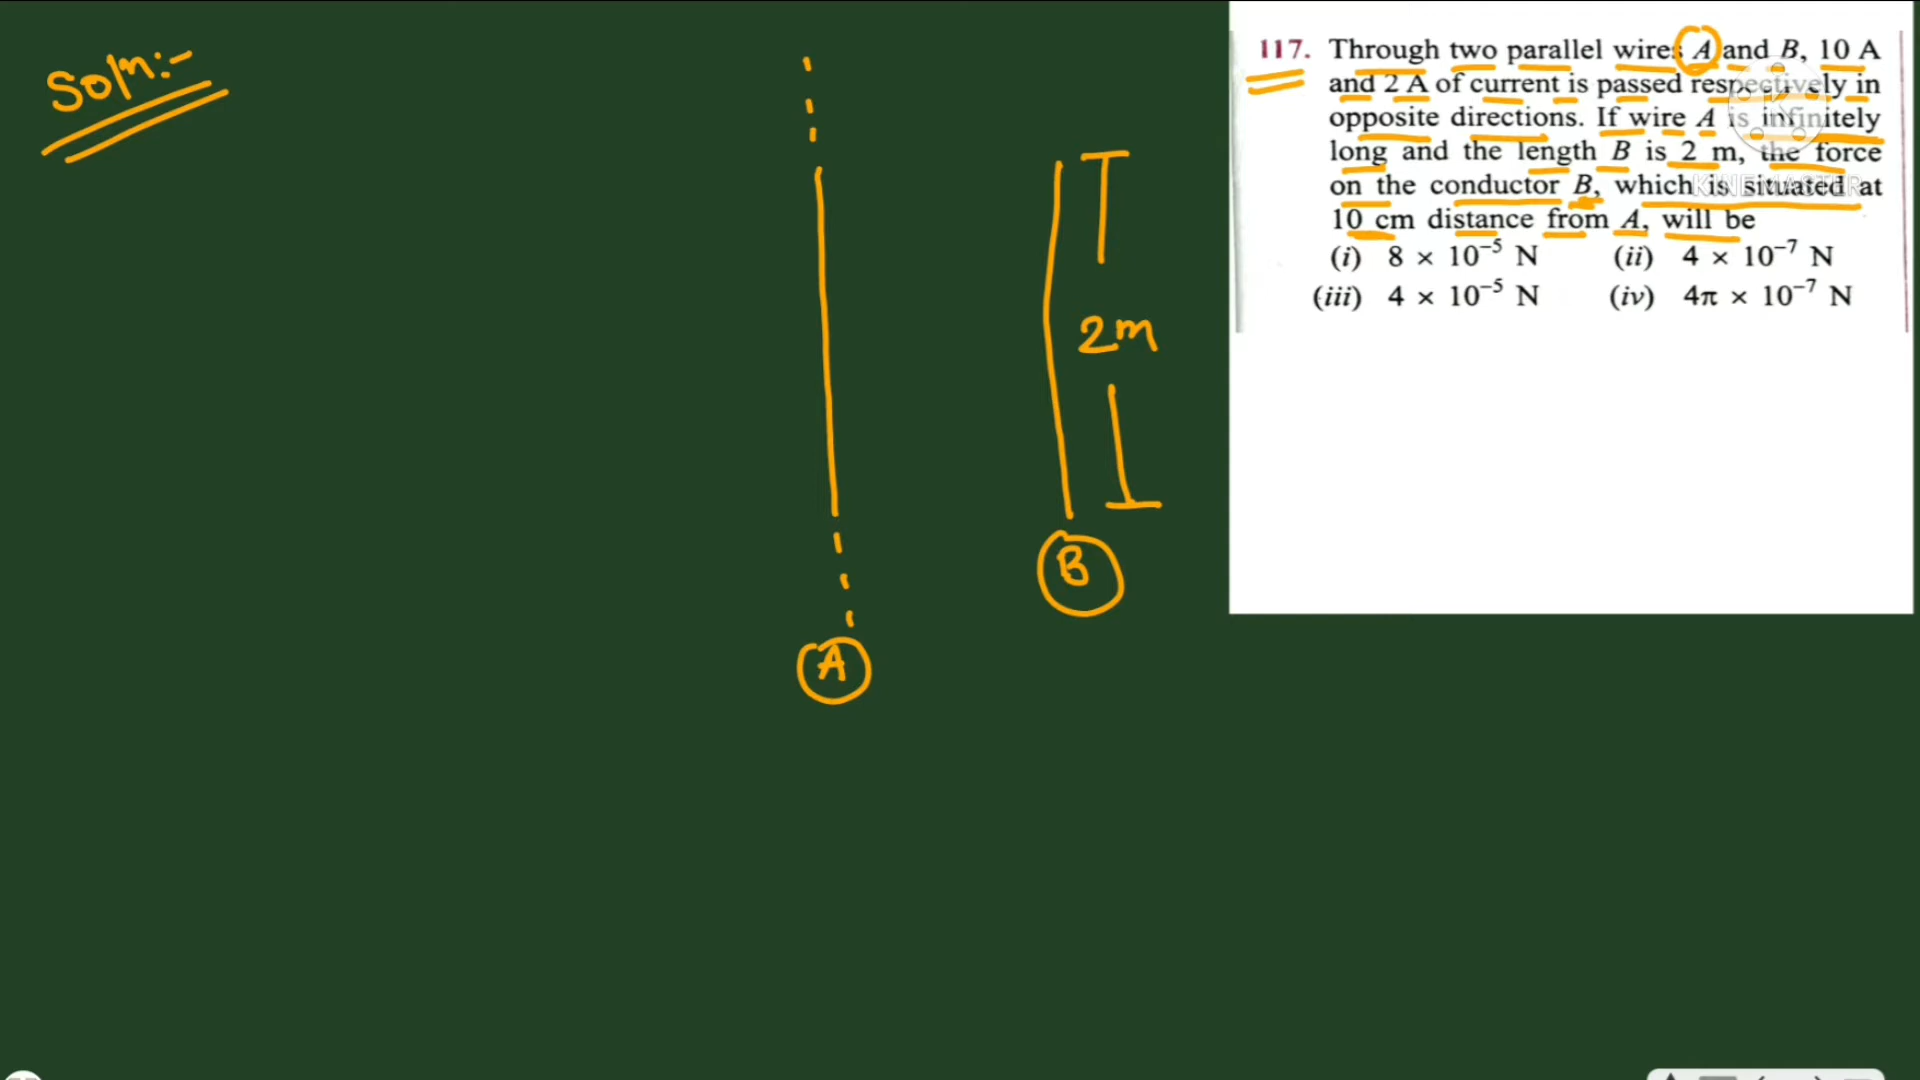 Soln:-
117. Through two parallel wires A and B, 10 A
and 2 A of current is passed respectively in
opposite directions. If wire A is infinitely
long and the length B is 2 m, the force
on the conductor B, which is situated at
10 cm distance from A, will be
(i) 8 × 10⁻⁵ N (ii) 4 × 10⁻⁷ N
(iii) 4 × 10⁻⁵ N (iv) 4π × 10⁻⁷ N
KINEMASTER
2m
B
A